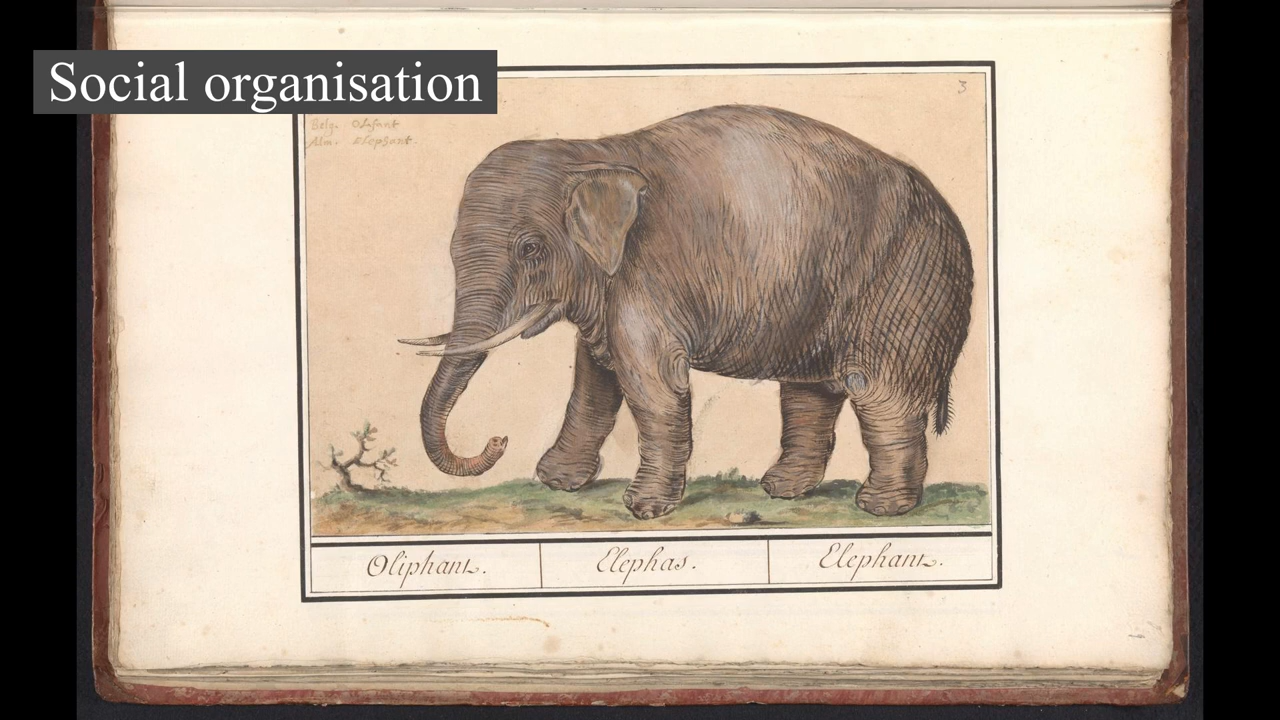 Social organisation
3
Belg. Olifant
Alm. Elephant.
Oliphant. Elephas. Elephant.